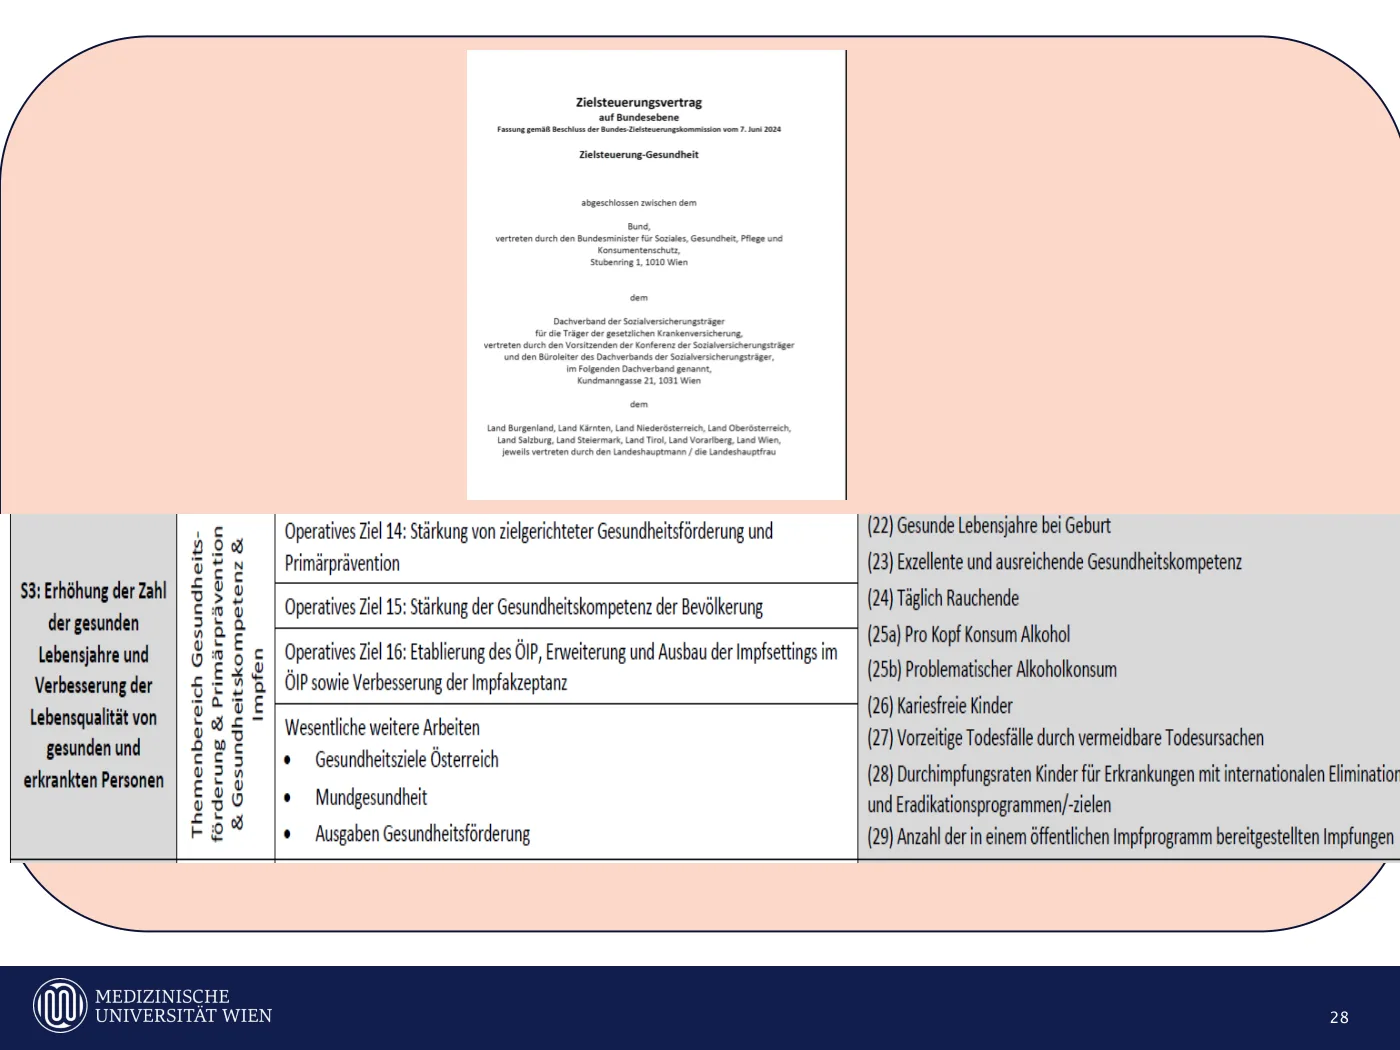 Zielsteuerungsvertrag
auf Bundesebene
Fassung gemäß Beschluss der Bundes-Zielsteuerungskommission vom 7. Juni 2024
Zielsteuerung-Gesundheit
abgeschlossen zwischen dem
Bund,
vertreten durch den Bundesminister für Soziales, Gesundheit, Pflege und
Konsumentenschutz,
Stubenring 1, 1010 Wien
dem
Dachverband der Sozialversicherungsträger
für die Träger der gesetzlichen Krankenversicherung,
vertreten durch den Vorsitzenden der Konferenz der Sozialversicherungsträger
und den Büroleiter des Dachverbands der Sozialversicherungsträger,
im Folgenden Dachverband genannt,
Kundmanngasse 21, 1031 Wien
dem
Land Burgenland, Land Kärnten, Land Niederösterreich, Land Oberösterreich,
Land Salzburg, Land Steiermark, Land Tirol, Land Vorarlberg, Land Wien,
jeweils vertreten durch den Landeshauptmann / die Landeshauptfrau
S3: Erhöhung der Zahl
der gesunden
Lebensjahre und
Verbesserung der
Lebensqualität von
gesunden und
erkrankten Personen
Themenbereich Gesundheits-
förderung & Primärprävention
& Gesundheitskompetenz &
Impfen
Operatives Ziel 14: Stärkung von zielgerichteter Gesundheitsförderung und
Primärprävention
Operatives Ziel 15: Stärkung der Gesundheitskompetenz der Bevölkerung
Operatives Ziel 16: Etablierung des ÖIP, Erweiterung und Ausbau der Impfsettings im
ÖIP sowie Verbesserung der Impfakzeptanz
Wesentliche weitere Arbeiten
• Gesundheitsziele Österreich
• Mundgesundheit
• Ausgaben Gesundheitsförderung
(22) Gesunde Lebensjahre bei Geburt
(23) Exzellente und ausreichende Gesundheitskompetenz
(24) Täglich Rauchende
(25a) Pro Kopf Konsum Alkohol
(25b) Problematischer Alkoholkonsum
(26) Kariesfreie Kinder
(27) Vorzeitige Todesfälle durch vermeidbare Todesursachen
(28) Durchimpfungsraten Kinder für Erkrankungen mit internationalen Elimination
und Eradikationsprogrammen/-zielen
(29) Anzahl der in einem öffentlichen Impfprogramm bereitgestellten Impfungen
MEDIZINISCHE
UNIVERSITÄT WIEN
28